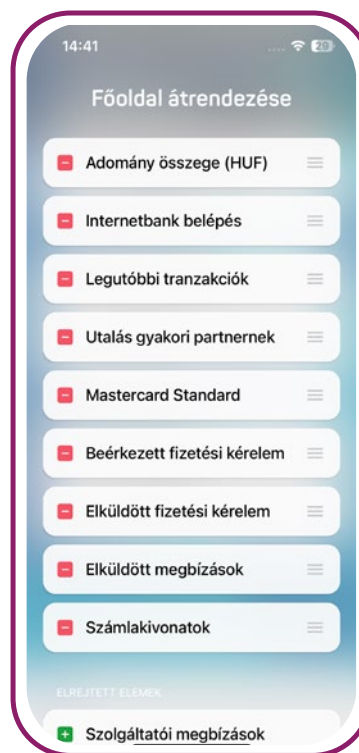 14:41
29
Főoldal átrendezése
Adomány összege (HUF)
Internetbank belépés
Legutóbbi tranzakciók
Utalás gyakori partnernek
Mastercard Standard
Beérkezett fizetési kérelem
Elküldött fizetési kérelem
Elküldött megbízások
Számlakivonatok
ELREJTETT ELEMEK
Szolgáltatói megbízások